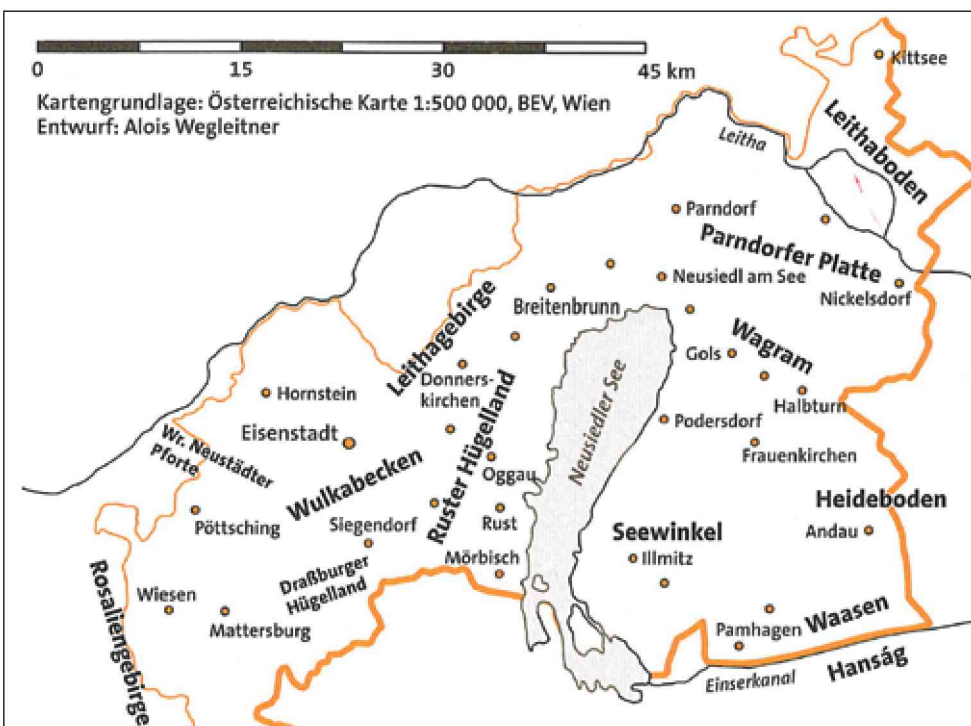 0 15 30 45 km
Kartengrundlage: Österreichische Karte 1:500 000, BEV, Wien
Entwurf: Alois Wegleitner
Kittsee
Leithaboden
Leitha
Parndorf
Parndorfer Platte
Neusiedl am See
Nickelsdorf
Breitenbrunn
Leithagebirge
Wagram
Gols
Donners-
kirchen
Halbturn
Hornstein
Neusiedler See
Podersdorf
Eisenstadt
Frauenkirchen
Wr. Neustädter
Pforte
Ruster Hügelland
Oggau
Wulkabecken
Heideboden
Pöttsching
Siegendorf
Rust
Seewinkel
Andau
Mörbisch
Illmitz
Draßburger
Hügelland
Rosaliengebirge
Wiesen
Mattersburg
Pamhagen
Waasen
Hanság
Einserkanal